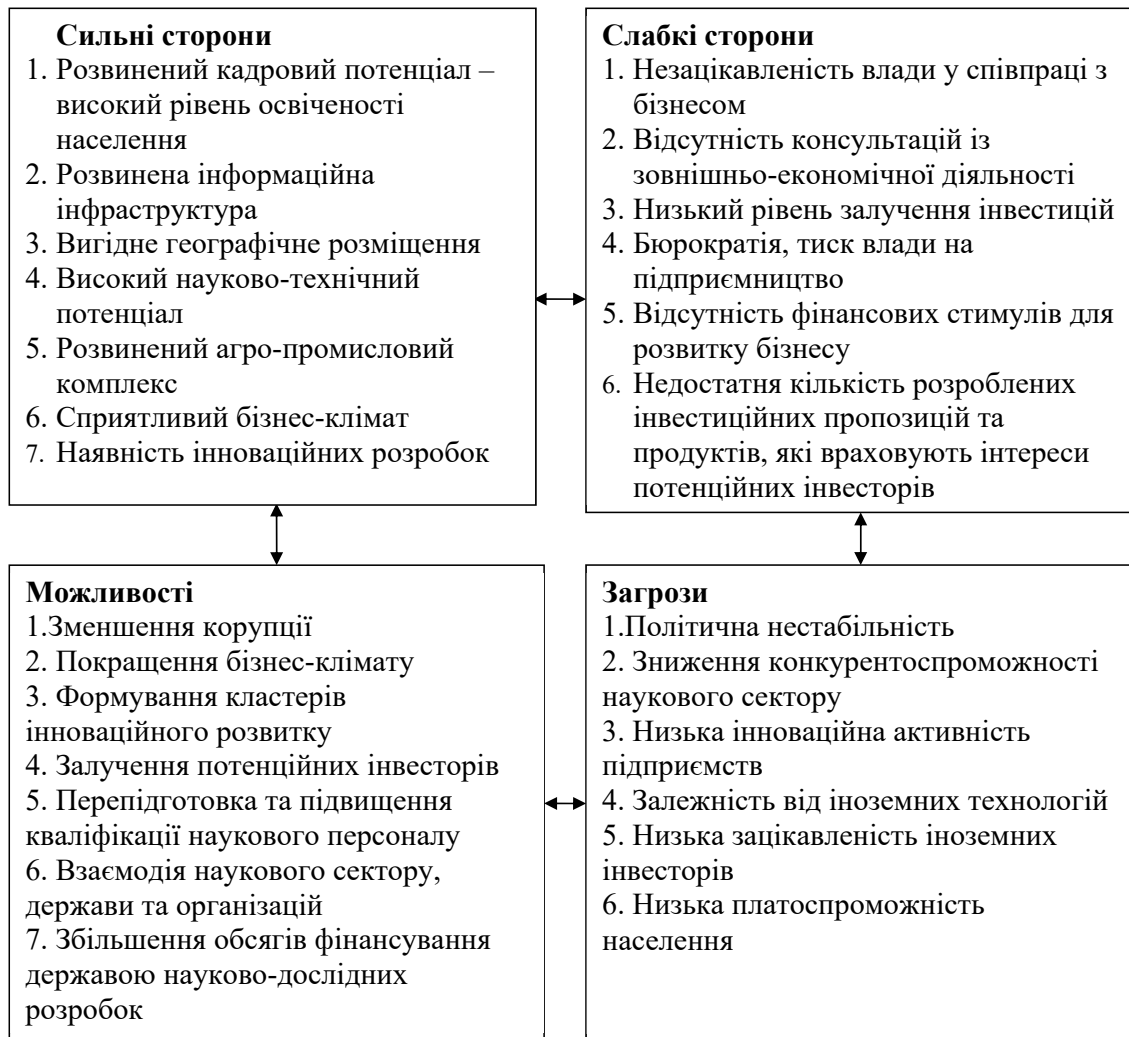 Сильні сторони
1. Розвинений кадровий потенціал –
високий рівень освіченості
населення
2. Розвинена інформаційна
інфраструктура
3. Вигідне географічне розміщення
4. Високий науково-технічний
потенціал
5. Розвинений агро-промисловий
комплекс
6. Сприятливий бізнес-клімат
7. Наявність інноваційних розробок
Слабкі сторони
1. Незацікавленість влади у співпраці з
бізнесом
2. Відсутність консультацій із
зовнішньо-економічної діяльності
3. Низький рівень залучення інвестицій
4. Бюрократія, тиск влади на
підприємництво
5. Відсутність фінансових стимулів для
розвитку бізнесу
6. Недостатня кількість розроблених
інвестиційних пропозицій та
продуктів, які враховують інтереси
потенційних інвесторів
Можливості
1.Зменшення корупції
2. Покращення бізнес-клімату
3. Формування кластерів
інноваційного розвитку
4. Залучення потенційних інвесторів
5. Перепідготовка та підвищення
кваліфікації наукового персоналу
6. Взаємодія наукового сектору,
держави та організацій
7. Збільшення обсягів фінансування
державою науково-дослідних
розробок
Загрози
1.Політична нестабільність
2. Зниження конкурентоспроможності
наукового сектору
3. Низька інноваційна активність
підприємств
4. Залежність від іноземних технологій
5. Низька зацікавленість іноземних
інвесторів
6. Низька платоспроможність
населення